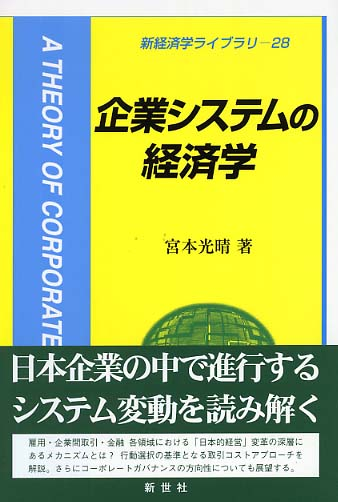 新経済学ライブラリ—28
企業システムの
経済学
宮本光晴 著
A THEORY OF CORPORATE
日本企業の中で進行する
システム変動を読み解く
雇用・企業間取引・金融 各領域における「日本的経営」変革の深層に
あるメカニズムとは? 行動選択の基準となる取引コストアプローチを
解説。さらにコーポレートガバナンスの方向性についても展望する。
新世社